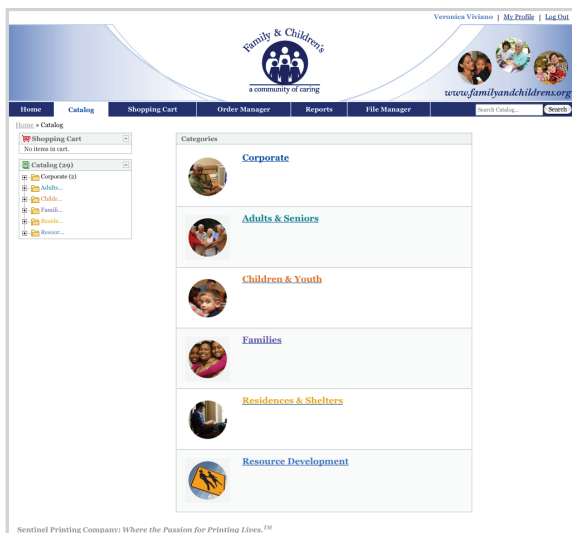 Veronica Viviano | My Profile | Log Out
Family & Children's
a community of caring
www.familyandchildrens.org
Home Catalog Shopping Cart Order Manager Reports File Manager Search Catalog... Search
Home » Catalog
Shopping Cart
No items in cart.
Catalog (29)
Corporate (2)
Adults...
Childr...
Famili...
Reside...
Resour...
Categories
Corporate
Adults & Seniors
Children & Youth
Families
Residences & Shelters
Resource Development
Sentinel Printing Company: Where the Passion for Printing Lives.TM